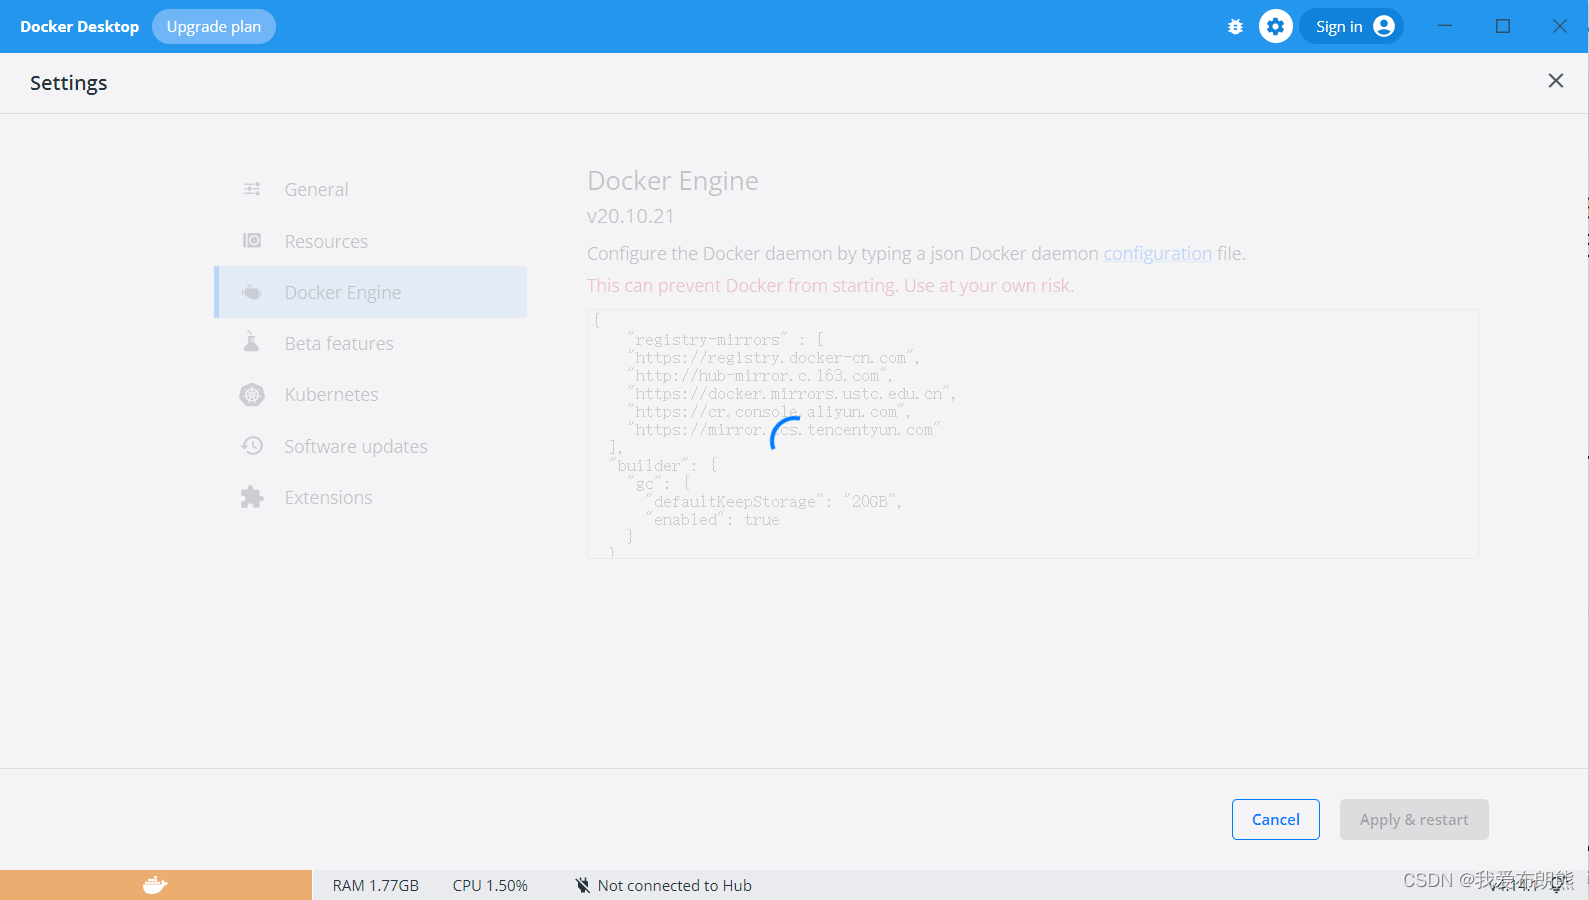 Docker Desktop
Upgrade plan
Sign in
Settings
General
Resources
Docker Engine
Beta features
Kubernetes
Software updates
Extensions
Docker Engine
v20.10.21
Configure the Docker daemon by typing a json Docker daemon configuration file.
This can prevent Docker from starting. Use at your own risk.
{
"registry-mirrors" : [
"https://registry.docker-cn.com",
"http://hub-mirror.c.163.com",
"https://docker.mirrors.ustc.edu.cn",
"https://cr.console.aliyun.com",
"https://mirror.ccs.tencentyun.com"
],
"builder": {
"gc": {
"defaultKeepStorage": "20GB",
"enabled": true
}
}
Cancel
Apply & restart
RAM 1.77GB
CPU 1.50%
Not connected to Hub
v4.14.1
CSDN @我爱布朗熊